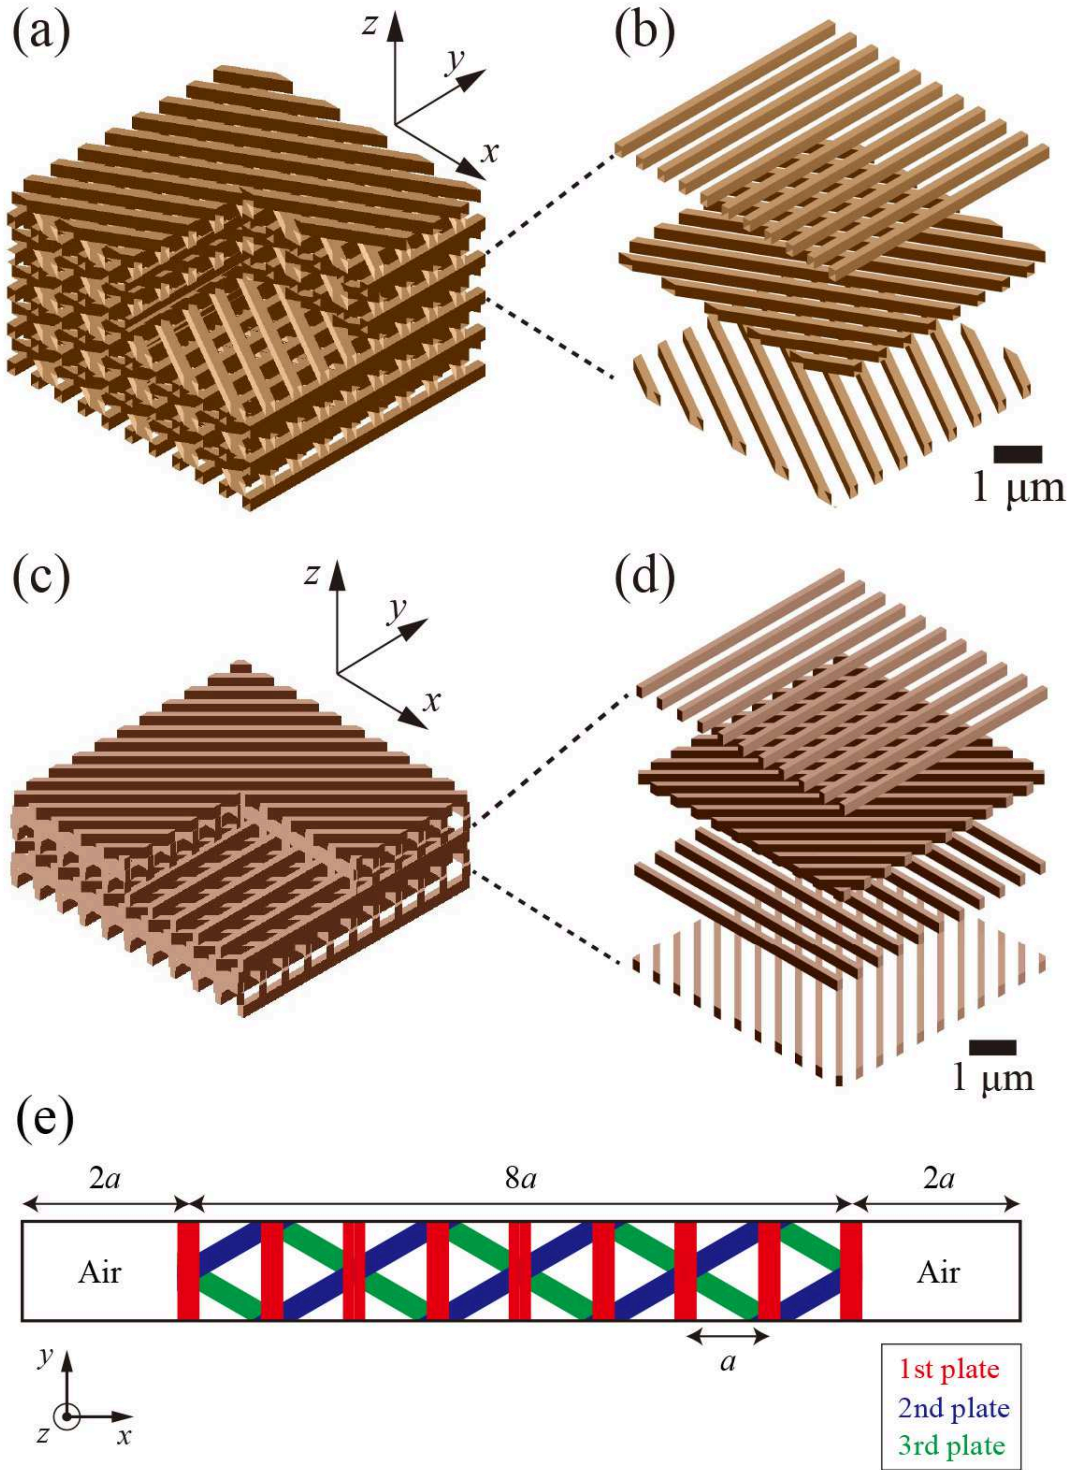 (a)
z
y
x
(b)
1 μm
(c)
z
y
x
(d)
1 μm
(e)
2a
8a
2a
Air
Air
a
y
z
x
1st plate
2nd plate
3rd plate